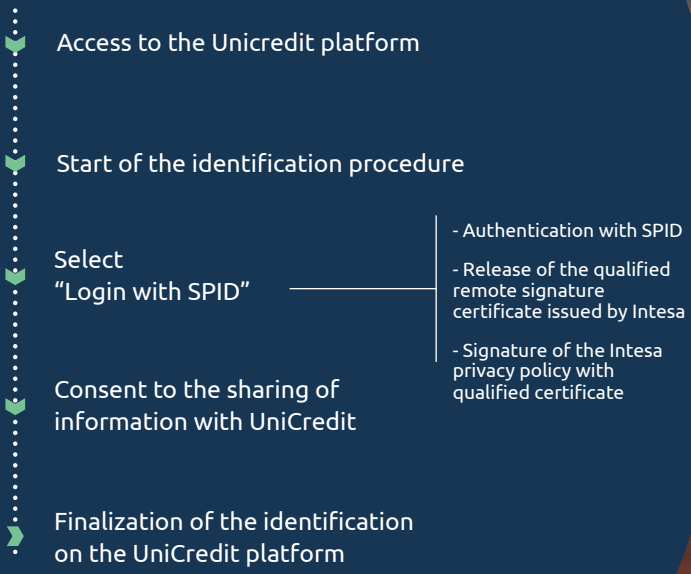 Access to the Unicredit platform
Start of the identification procedure
Select
“Login with SPID”
- Authentication with SPID
- Release of the qualified
remote signature
certificate issued by Intesa
- Signature of the Intesa
privacy policy with
qualified certificate
Consent to the sharing of
information with UniCredit
Finalization of the identification
on the UniCredit platform